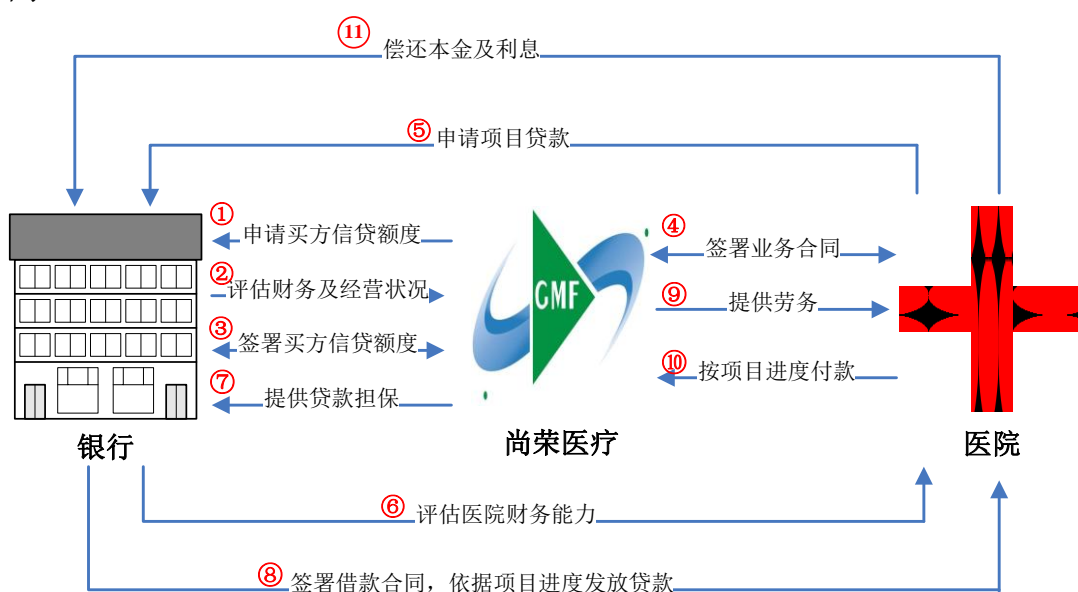 ⑪ 偿还本金及利息
⑤ 申请项目贷款
① 申请买方信贷额度
② 评估财务及经营状况
③ 签署买方信贷额度
⑦ 提供贷款担保
GMF
④ 签署业务合同
⑨ 提供劳务
⑩ 按项目进度付款
银行
尚荣医疗
医院
⑥ 评估医院财务能力
⑧ 签署借款合同，依据项目进度发放贷款